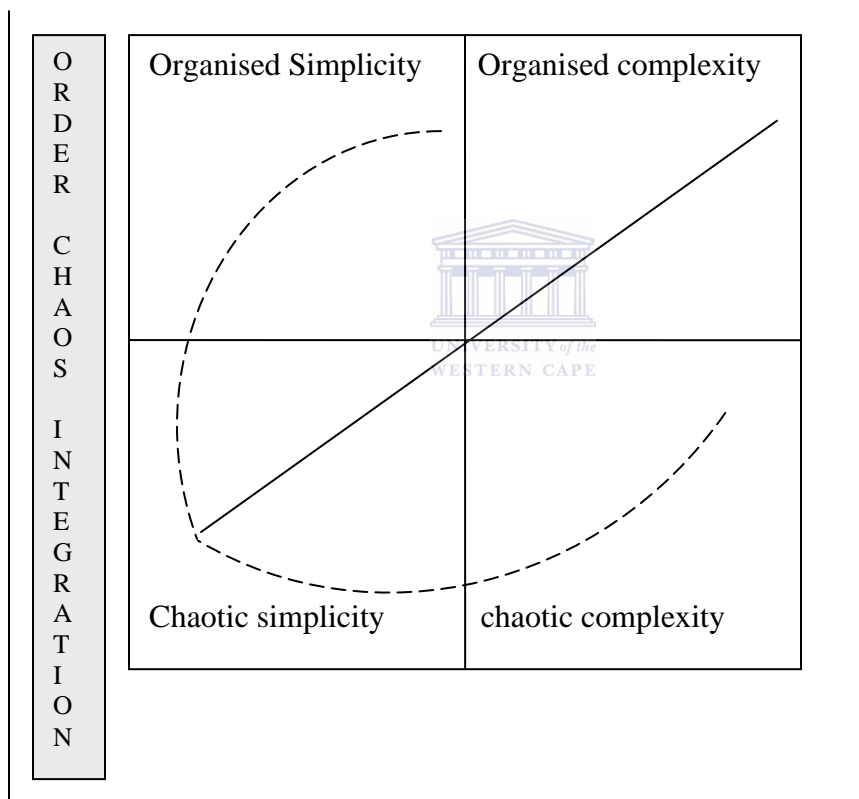 ORDER CHAOS INTEGRATION
Organised Simplicity
Organised complexity
UNIVERSITY of the
WESTERN CAPE
Chaotic simplicity
chaotic complexity